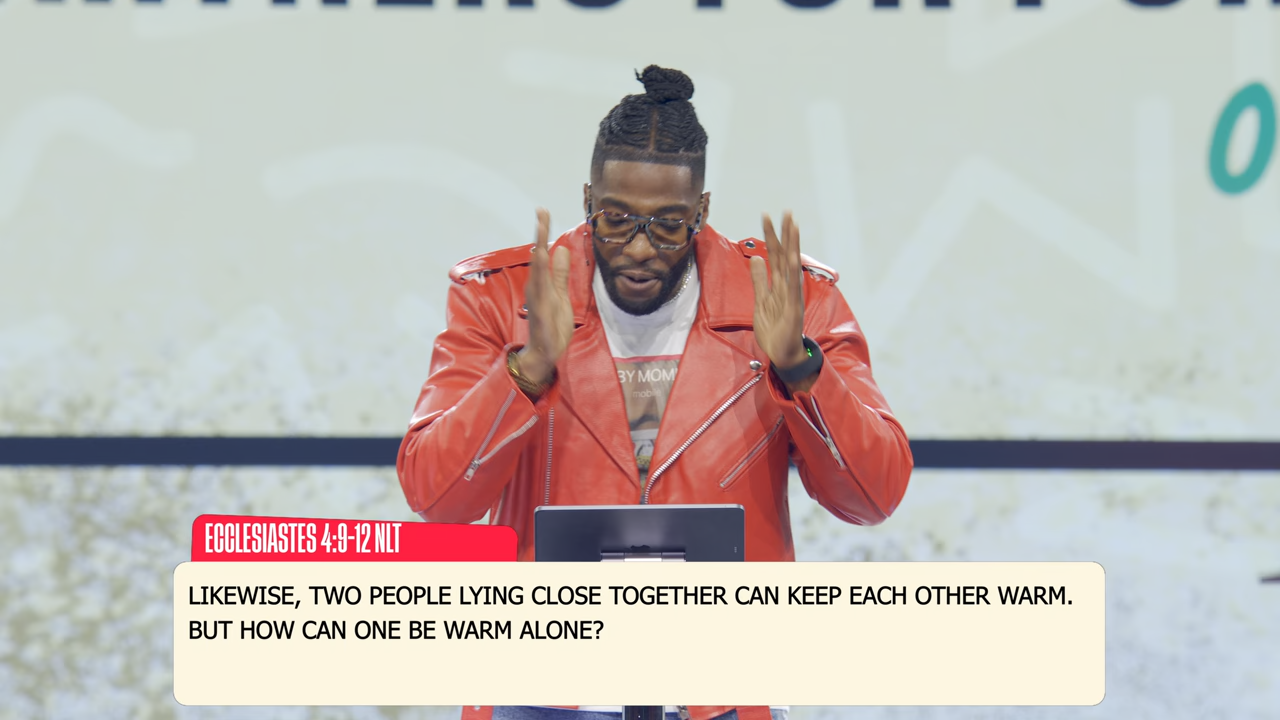 ECCLESIASTES 4:9-12 NLT
LIKEWISE, TWO PEOPLE LYING CLOSE TOGETHER CAN KEEP EACH OTHER WARM.
BUT HOW CAN ONE BE WARM ALONE?